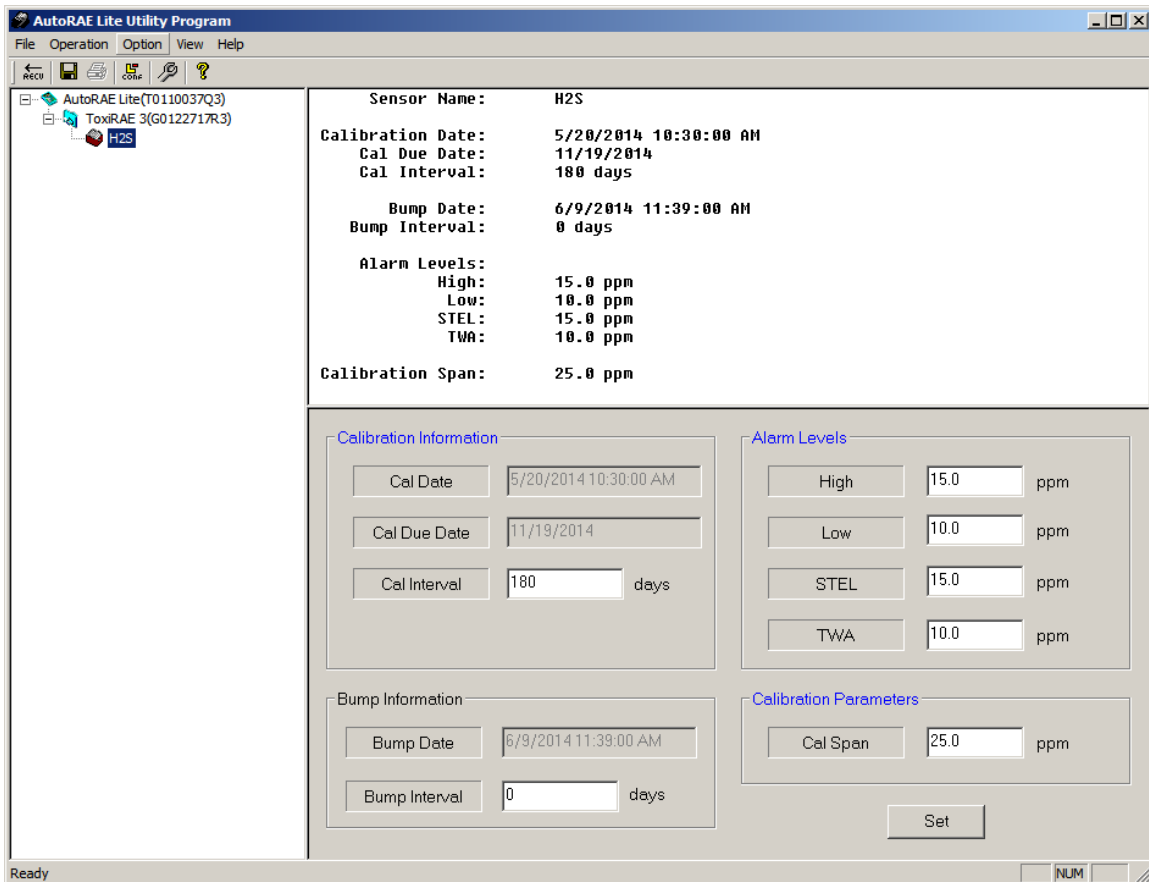 AutoRAE Lite Utility Program
File Operation Option View Help
RECV CONF
AutoRAE Lite(T0110037Q3)
ToxiRAE 3(G0122717R3)
H2S
Sensor Name: H2S
Calibration Date: 5/20/2014 10:30:00 AM
Cal Due Date: 11/19/2014
Cal Interval: 180 days
Bump Date: 6/9/2014 11:39:00 AM
Bump Interval: 0 days
Alarm Levels:
High: 15.0 ppm
Low: 10.0 ppm
STEL: 15.0 ppm
TWA: 10.0 ppm
Calibration Span: 25.0 ppm
Calibration Information
Cal Date 5/20/2014 10:30:00 AM
Cal Due Date 11/19/2014
Cal Interval 180 days
Alarm Levels
High 15.0 ppm
Low 10.0 ppm
STEL 15.0 ppm
TWA 10.0 ppm
Bump Information
Bump Date 6/9/2014 11:39:00 AM
Bump Interval 0 days
Calibration Parameters
Cal Span 25.0 ppm
Set
Ready NUM